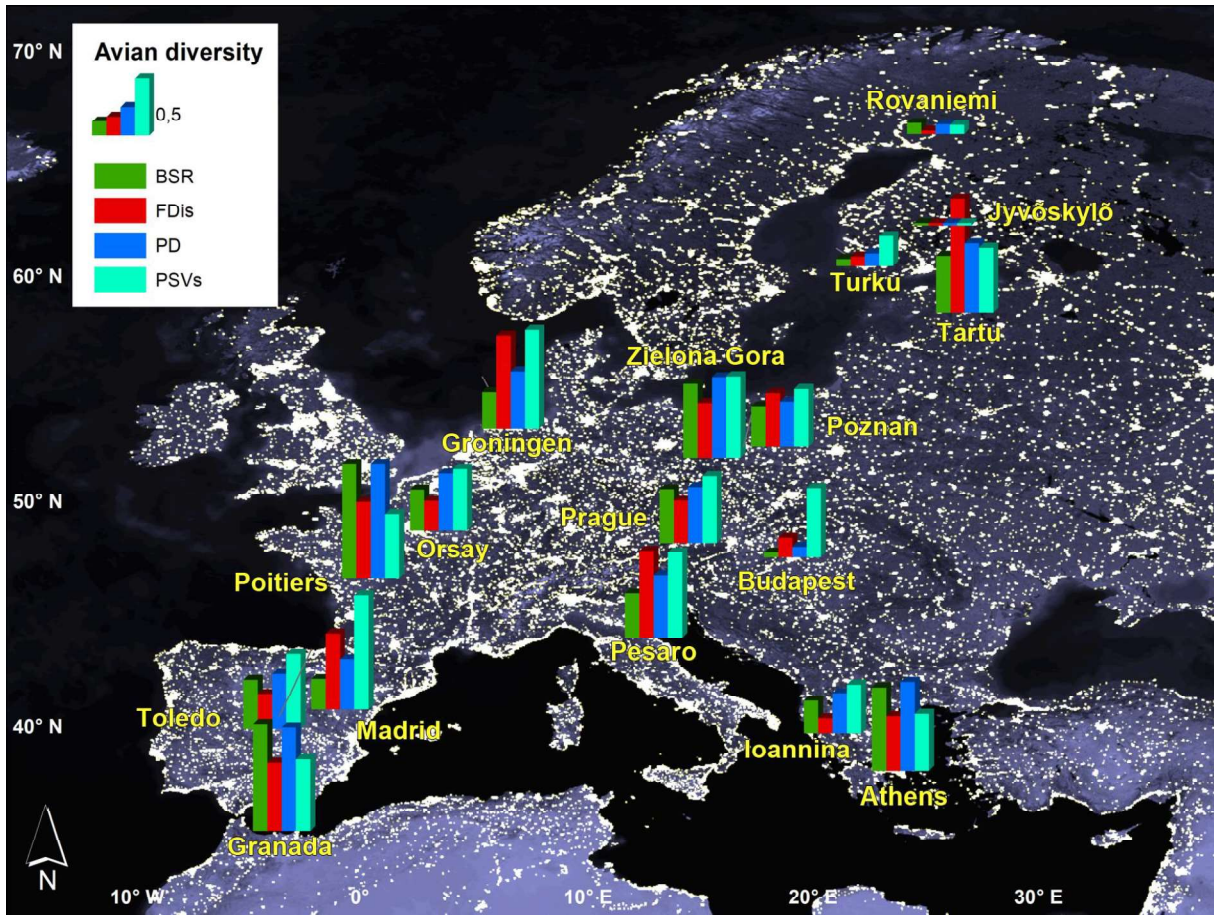 70° N
Avian diversity
0,5
BSR
FDis
PD
PSVs
Rovaniemi
Jyvõskylõ
60° N
Turku
Tartu
Zielona Gora
Groningen
Poznan
50° N
Prague
Orsay
Poitiers
Budapest
Pesaro
Toledo
40° N
Madrid
Ioannina
Athens
Granada
N
10° W
0°
10° E
20° E
30° E